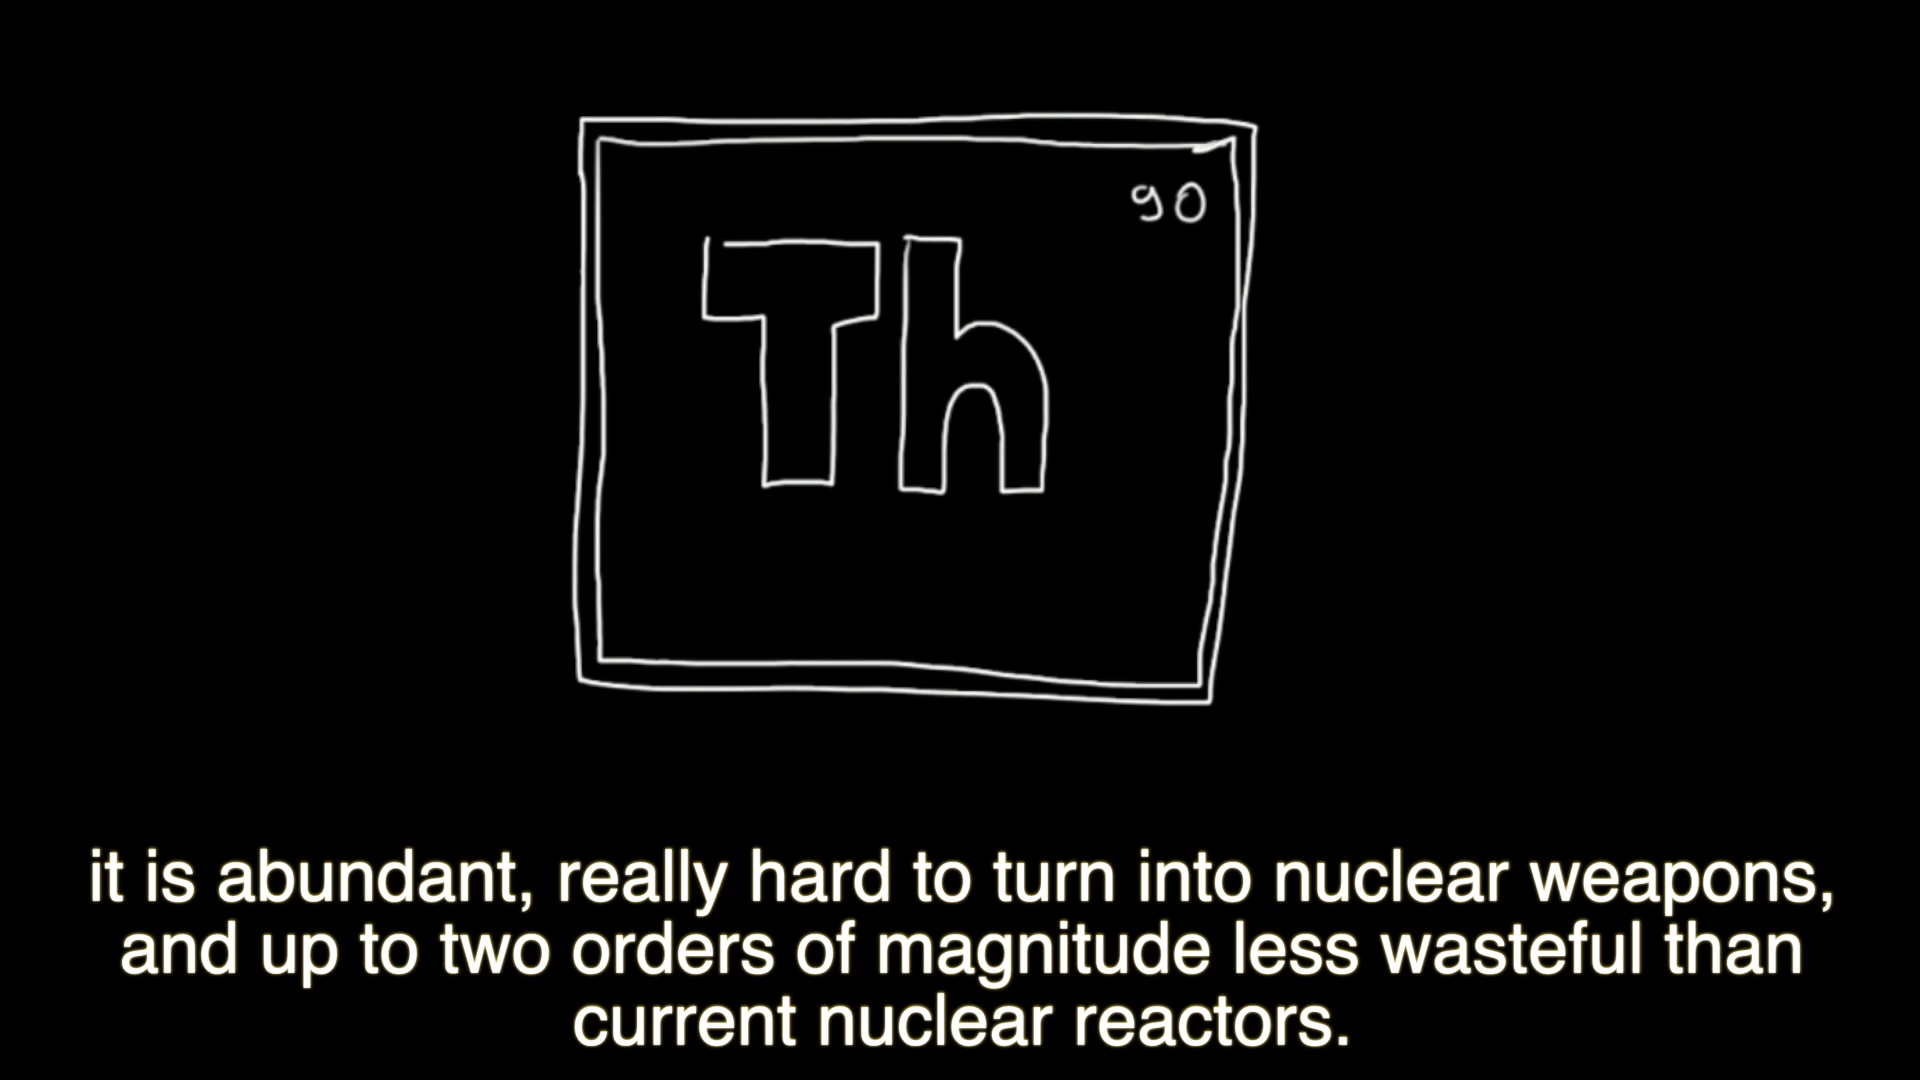 90
Th
it is abundant, really hard to turn into nuclear weapons,
and up to two orders of magnitude less wasteful than
current nuclear reactors.